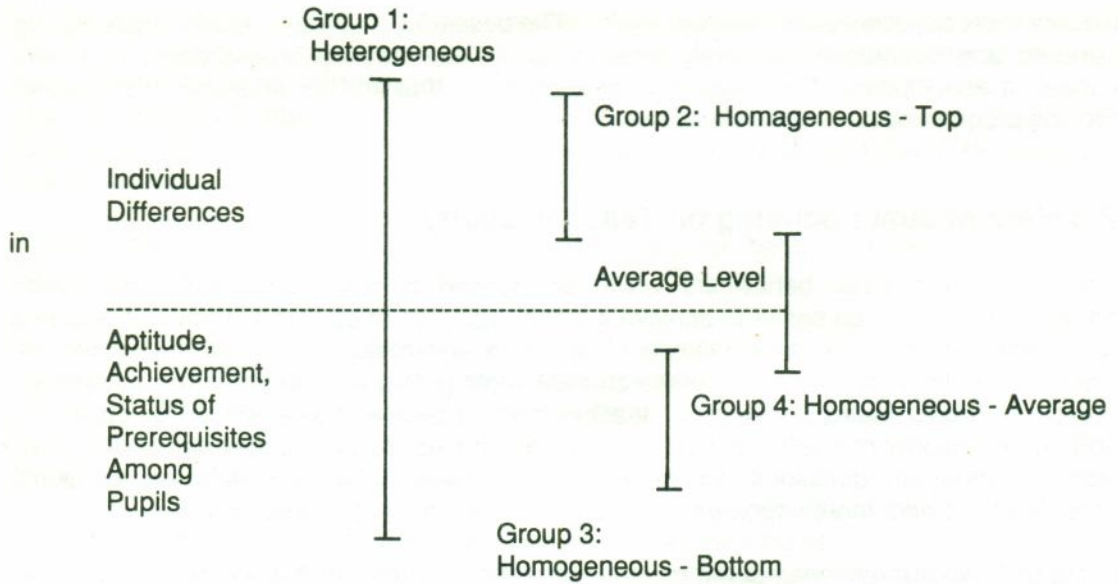 Group 1:
Heterogeneous
Group 2: Homageneous - Top
Individual
Differences
in
Average Level
Aptitude,
Achievement,
Status of
Prerequisites
Among
Pupils
Group 4: Homogeneous - Average
Group 3:
Homogeneous - Bottom